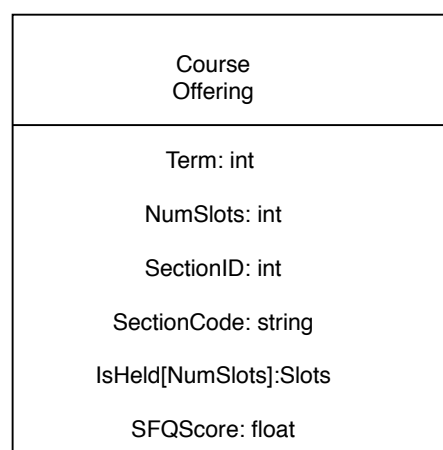 Course
Offering
Term: int
NumSlots: int
SectionID: int
SectionCode: string
IsHeld[NumSlots]:Slots
SFQScore: float